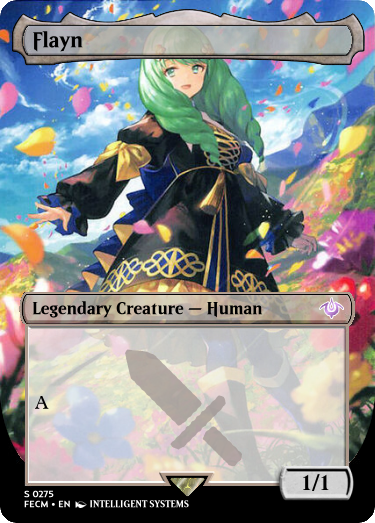 Flayn
Legendary Creature — Human
A
1/1
S 0275
FECM • EN INTELLIGENT SYSTEMS